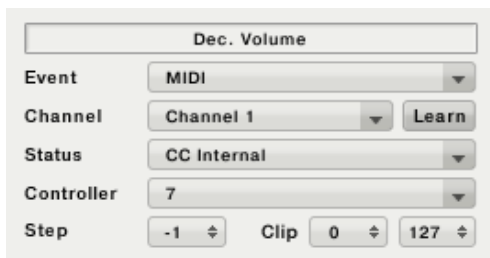 Dec. Volume
Event MIDI
Channel Channel 1 Learn
Status CC Internal
Controller 7
Step -1 Clip 0 127